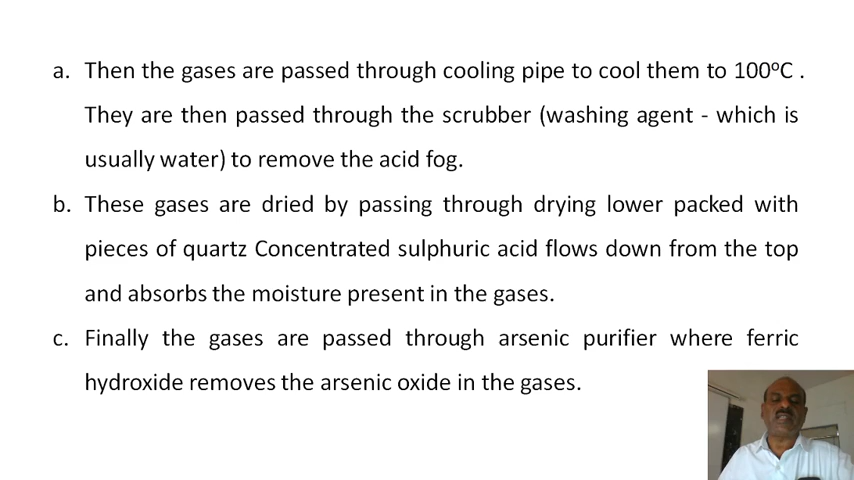 a. Then the gases are passed through cooling pipe to cool them to 100ºC .
They are then passed through the scrubber (washing agent - which is
usually water) to remove the acid fog.
b. These gases are dried by passing through drying lower packed with
pieces of quartz Concentrated sulphuric acid flows down from the top
and absorbs the moisture present in the gases.
c. Finally the gases are passed through arsenic purifier where ferric
hydroxide removes the arsenic oxide in the gases.